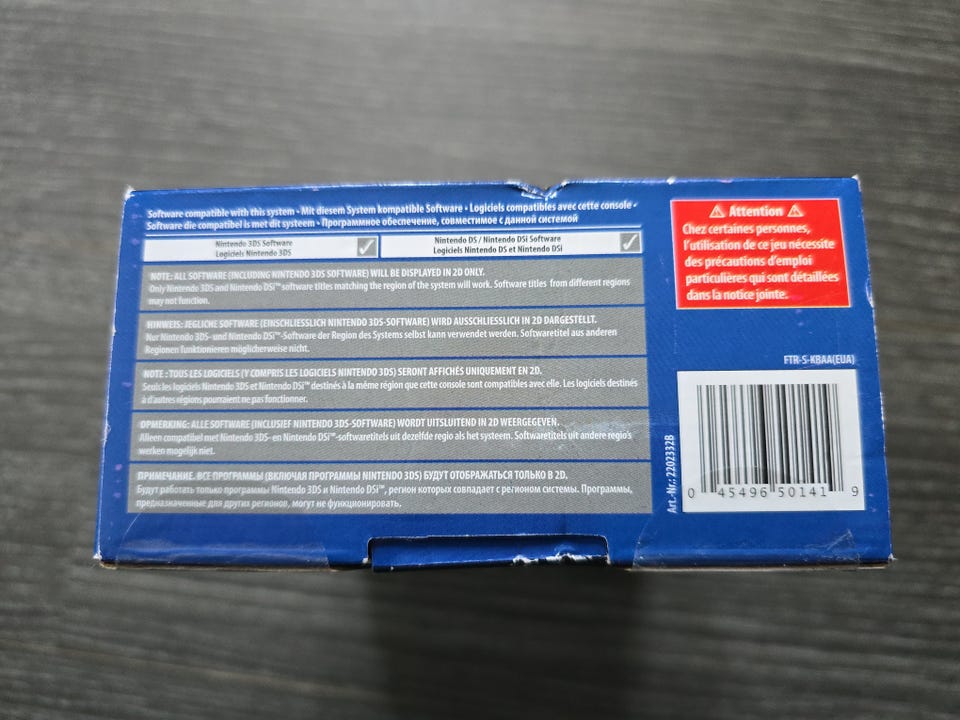 Software compatible with this system • Mit diesem System kompatible Software • Logiciels compatibles avec cette console •
Software die compatibel is met dit systeem • Программное обеспечение, совместимое с данной системой
Nintendo 3DS Software
Logiciels Nintendo 3DS
Nintendo DS / Nintendo DSi Software
Logiciels Nintendo DS et Nintendo DSi
NOTE: ALL SOFTWARE (INCLUDING NINTENDO 3DS SOFTWARE) WILL BE DISPLAYED IN 2D ONLY.
Only Nintendo 3DS and Nintendo DSi™ software titles matching the region of the system will work. Software titles from different regions
may not function.
HINWEIS: JEGLICHE SOFTWARE (EINSCHLIESSLICH NINTENDO 3DS-SOFTWARE) WIRD AUSSCHLIESSLICH IN 2D DARGESTELLT.
Nur Nintendo 3DS- und Nintendo DSi™-Software der Region des Systems selbst kann verwendet werden. Softwaretitel aus anderen
Regionen funktionieren möglicherweise nicht.
NOTE : TOUS LES LOGICIELS (Y COMPRIS LES LOGICIELS NINTENDO 3DS) SERONT AFFICHÉS UNIQUEMENT EN 2D.
Seuls les logiciels Nintendo 3DS et Nintendo DSi™ destinés à la même région que cette console sont compatibles avec elle. Les logiciels destinés
à d'autres régions pourraient ne pas fonctionner.
OPMERKING: ALLE SOFTWARE (INCLUSIEF NINTENDO 3DS-SOFTWARE) WORDT UITSLUITEND IN 2D WEERGEGEVEN.
Alleen compatibel met Nintendo 3DS- en Nintendo DSi™-softwaretitels uit dezelfde regio als het systeem. Softwaretitels uit andere regio's
werken mogelijk niet.
ПРИМЕЧАНИЕ. ВСЕ ПРОГРАММЫ (ВКЛЮЧАЯ ПРОГРАММЫ NINTENDO 3DS) БУДУТ ОТОБРАЖАТЬСЯ ТОЛЬКО В 2D.
Будут работать только программы Nintendo 3DS и Nintendo DSi™, регион которых совпадает с регионом системы. Программы,
предназначенные для других регионов, могут не функционировать.
Attention
Chez certaines personnes,
l'utilisation de ce jeu nécessite
des précautions d'emploi
particulières qui sont détaillées
dans la notice jointe.
FTR-S-KBAA(EUA)
Art.-Nr.: 2202332B
0 45496 50141 9